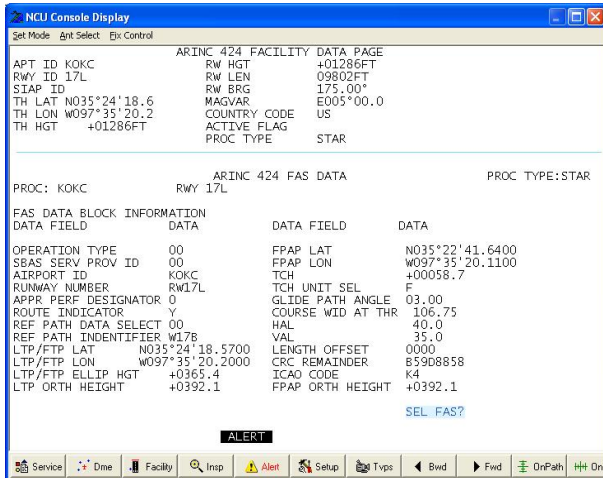 NCU Console Display
Set Mode Ant Select Fix Control
ARINC 424 FACILITY DATA PAGE
APT ID KOKC RW HGT +01286FT
RWY ID 17L RW LEN 09802FT
SIAP ID RW BRG 175.00°
TH LAT N035°24'18.6 MAGVAR E005°00.0
TH LON W097°35'20.2 COUNTRY CODE US
TH HGT +01286FT ACTIVE FLAG
PROC TYPE STAR
ARINC 424 FAS DATA PROC TYPE:STAR
PROC: KOKC RWY 17L
FAS DATA BLOCK INFORMATION
DATA FIELD DATA DATA FIELD DATA
OPERATION TYPE 00 FPAP LAT N035°22'41.6400
SBAS SERV PROV ID 00 FPAP LON W097°35'20.1100
AIRPORT ID KOKC TCH +00058.7
RUNWAY NUMBER RW17L TCH UNIT SEL F
APPR PERF DESIGNATOR 0 GLIDE PATH ANGLE 03.00
ROUTE INDICATOR Y COURSE WID AT THR 106.75
REF PATH DATA SELECT 00 HAL 40.0
REF PATH INDENTIFIER W17B VAL 35.0
LTP/FTP LAT N035°24'18.5700 LENGTH OFFSET 0000
LTP/FTP LON W097°35'20.2000 CRC REMAINDER B59D8858
LTP/FTP ELLIP HGT +0365.4 ICAO CODE K4
LTP ORTH HEIGHT +0392.1 FPAP ORTH HEIGHT +0392.1
SEL FAS?
ALERT
Service Dme Facility Insp Alert Setup Tvps Bwd Fwd OnPath On